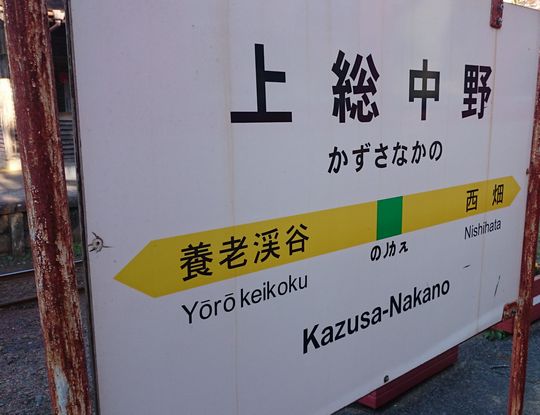 上総中野
かずさなかの
養老渓谷
西畑
Yōrō keikoku
のりかえ
Nishihata
Kazusa-Nakano